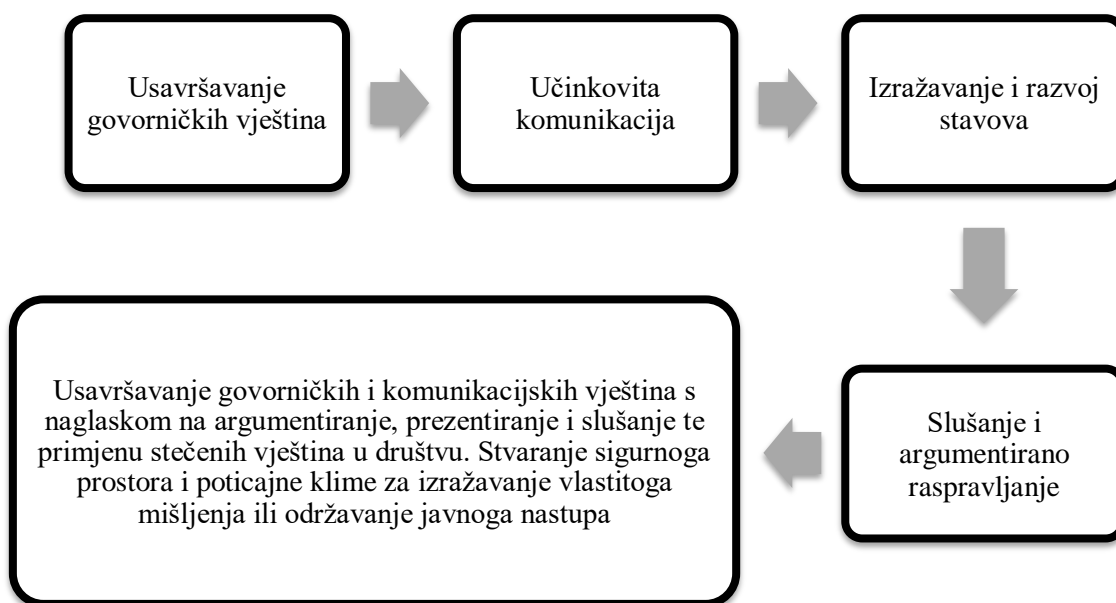 Usavršavanje
govorničkih vještina
Učinkovita
komunikacija
Izražavanje i razvoj
stavova
Slušanje i
argumentirano
raspravljanje
Usavršavanje govorničkih i komunikacijskih vještina s
naglaskom na argumentiranje, prezentiranje i slušanje te
primjenu stečenih vještina u društvu. Stvaranje sigurnoga
prostora i poticajne klime za izražavanje vlastitoga
mišljenja ili održavanje javnoga nastupa